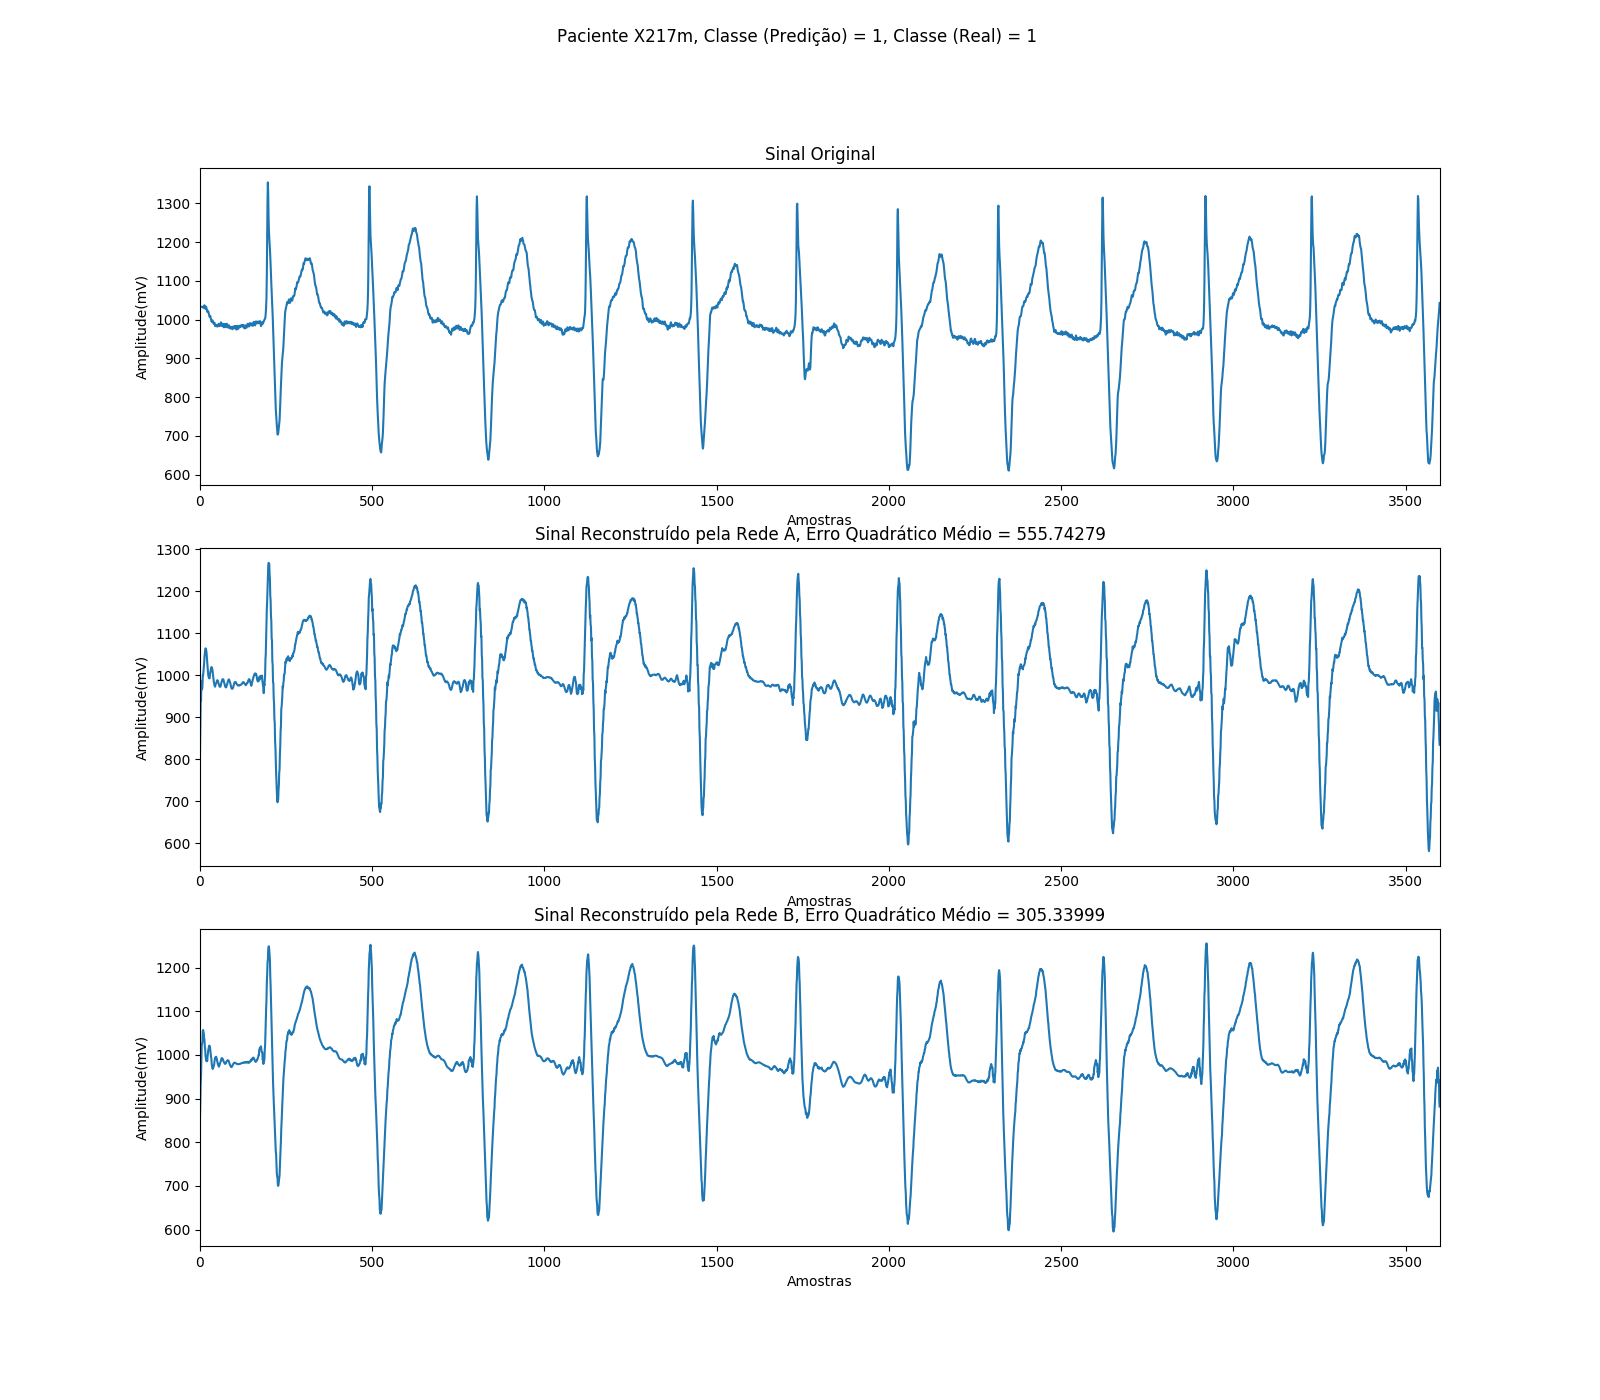 Paciente X217m, Classe (Predição) = 1, Classe (Real) = 1
Sinal Original
1300
1200
1100
1000
900
800
700
600
Amplitude(mV)
0 500 1000 1500 2000 2500 3000 3500
Amostras
Sinal Reconstruído pela Rede A, Erro Quadrático Médio = 555.74279
1300
1200
1100
1000
900
800
700
600
Amplitude(mV)
0 500 1000 1500 2000 2500 3000 3500
Amostras
Sinal Reconstruído pela Rede B, Erro Quadrático Médio = 305.33999
1200
1100
1000
900
800
700
600
Amplitude(mV)
0 500 1000 1500 2000 2500 3000 3500
Amostras